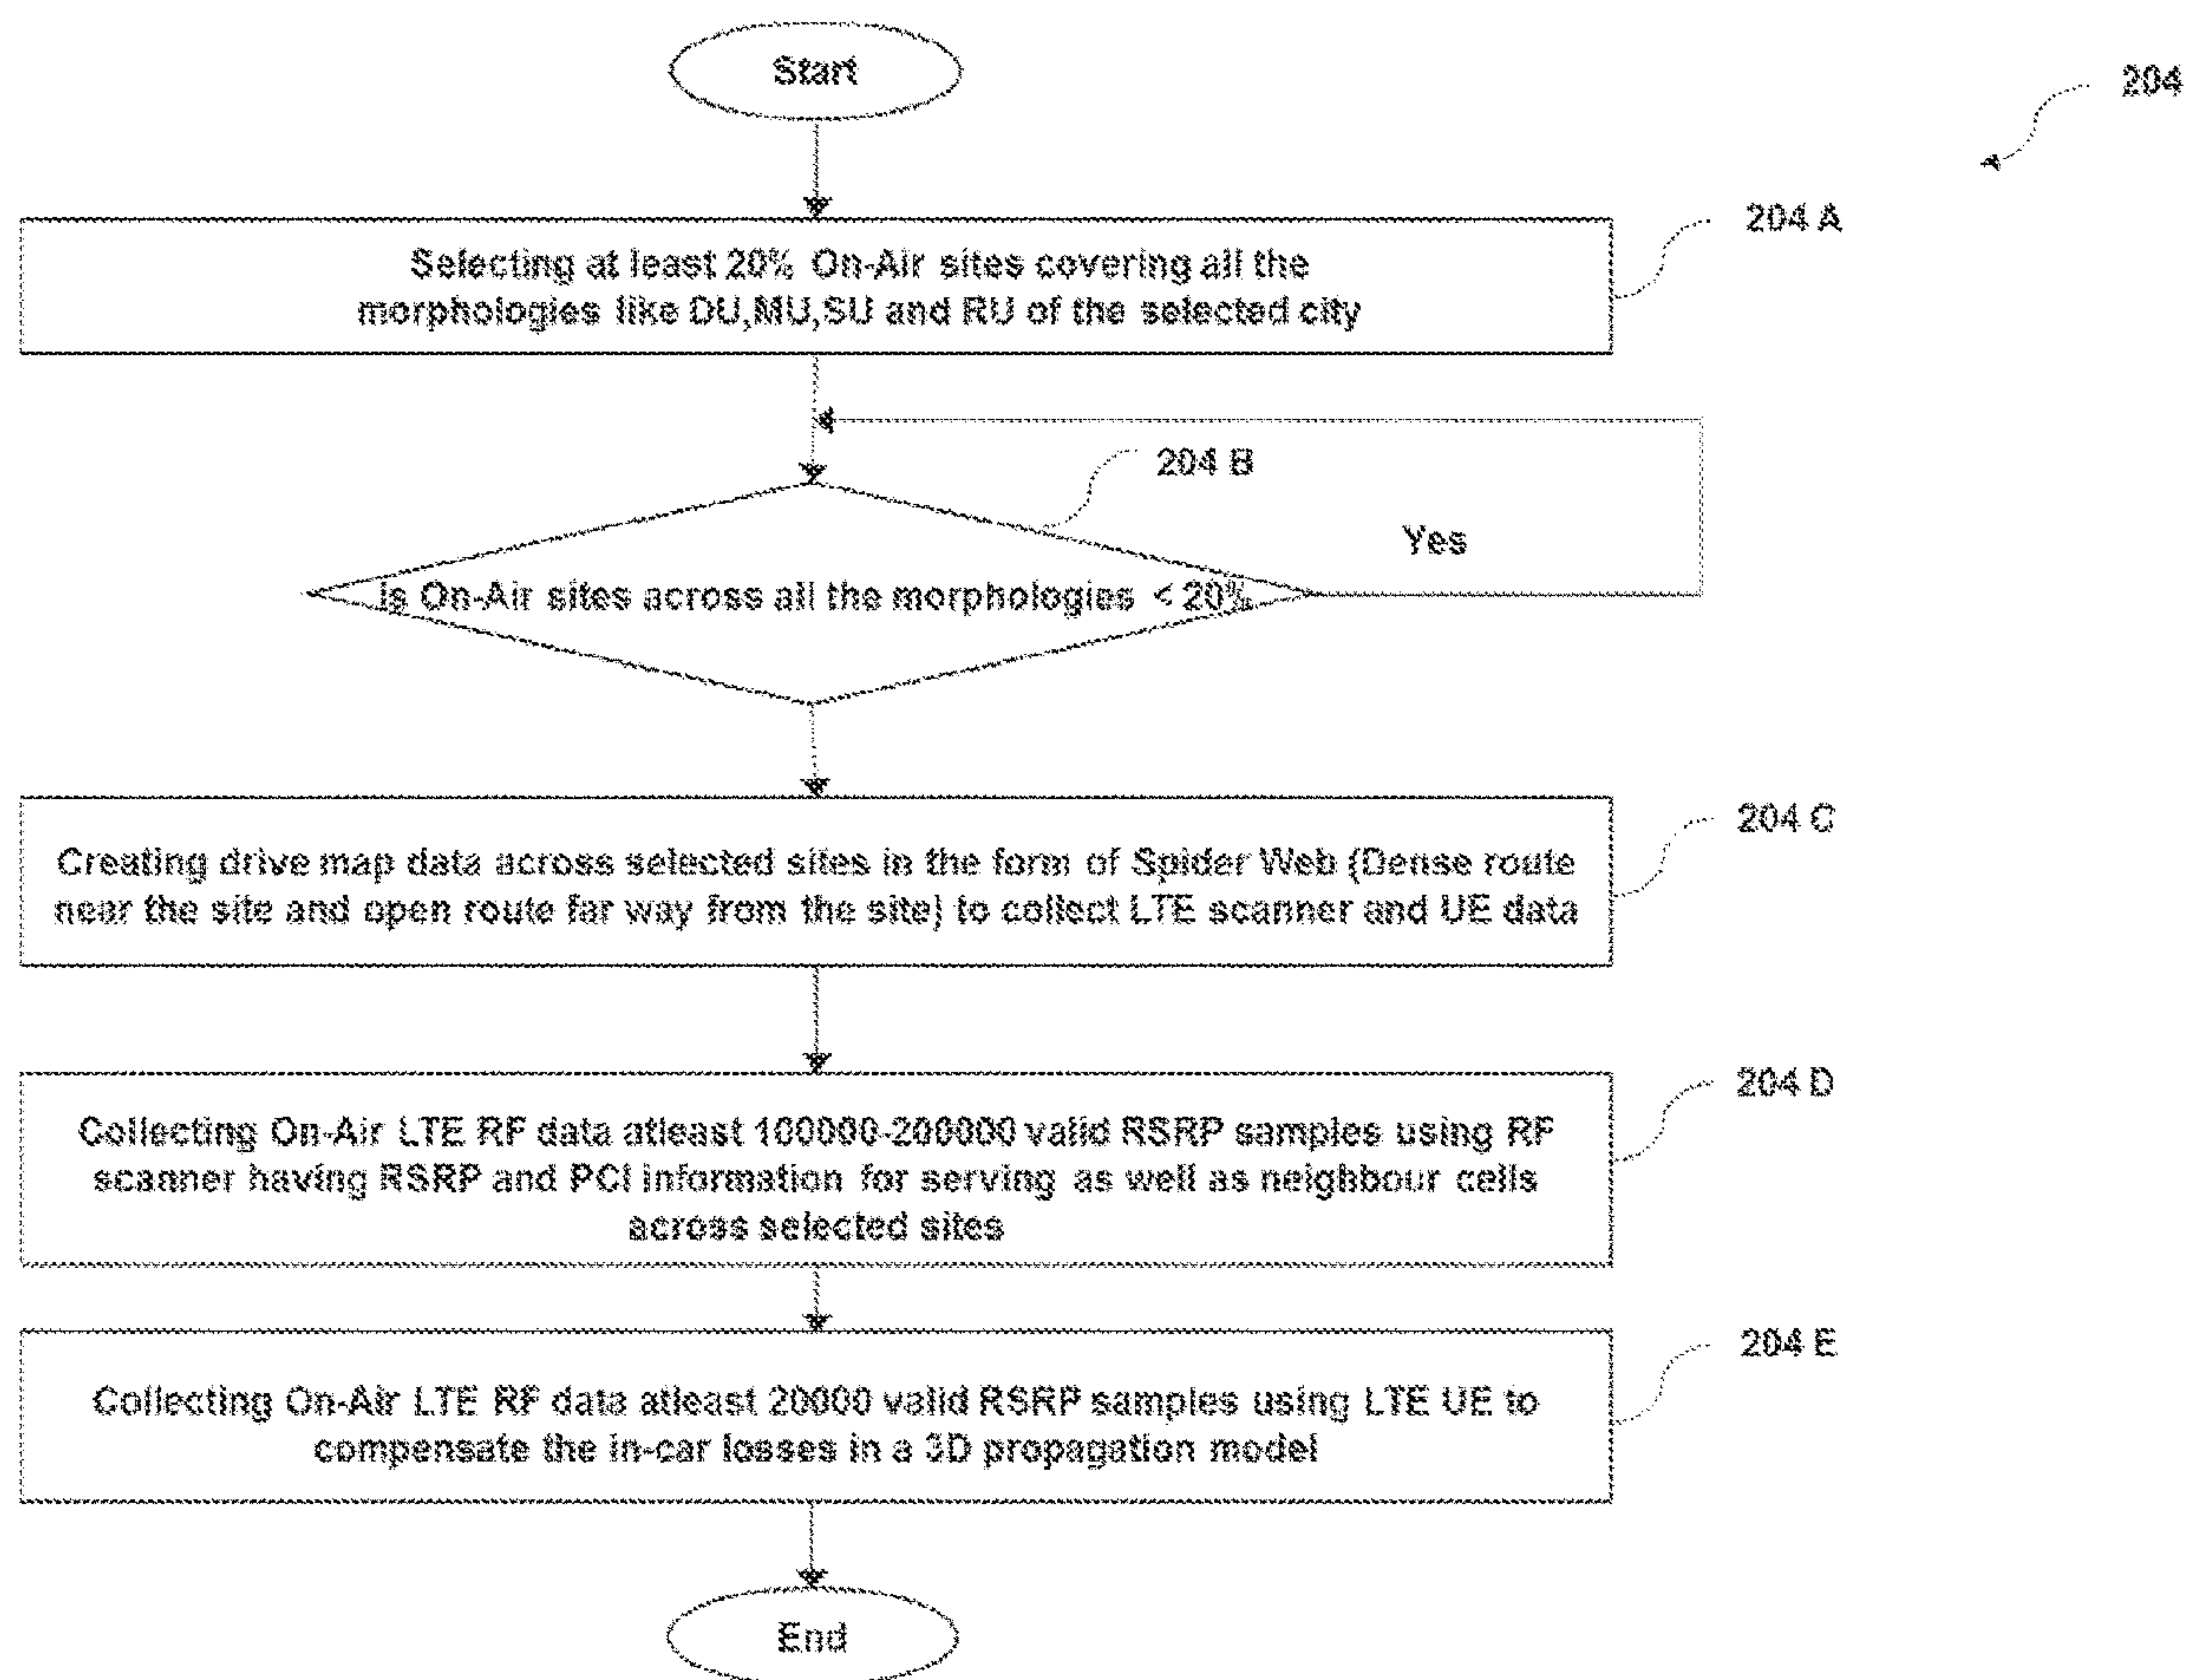 Start
204
204 A
Selecting at least 20% On-Air sites covering all the
morphologies like DU,MU,SU and RU of the selected city
204 B
Yes
is On-Air sites across all the morphologies < 20%
204 C
Creating drive map data across selected sites in the form of Spider Web (Dense route
near the site and open route far way from the site) to collect LTE scanner and UE data
204 D
Collecting On-Air LTE RF data atleast 100000-200000 valid RSRP samples using RF
scanner having RSRP and PCI information for serving as well as neighbour cells
across selected sites
204 E
Collecting On-Air LTE RF data atleast 20000 valid RSRP samples using LTE UE to
compensate the in-car losses in a 3D propagation model
End